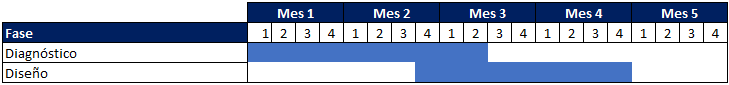 Mes 1 Mes 2 Mes 3 Mes 4 Mes 5
Fase 1 2 3 4 1 2 3 4 1 2 3 4 1 2 3 4 1 2 3 4
Diagnóstico
Diseño